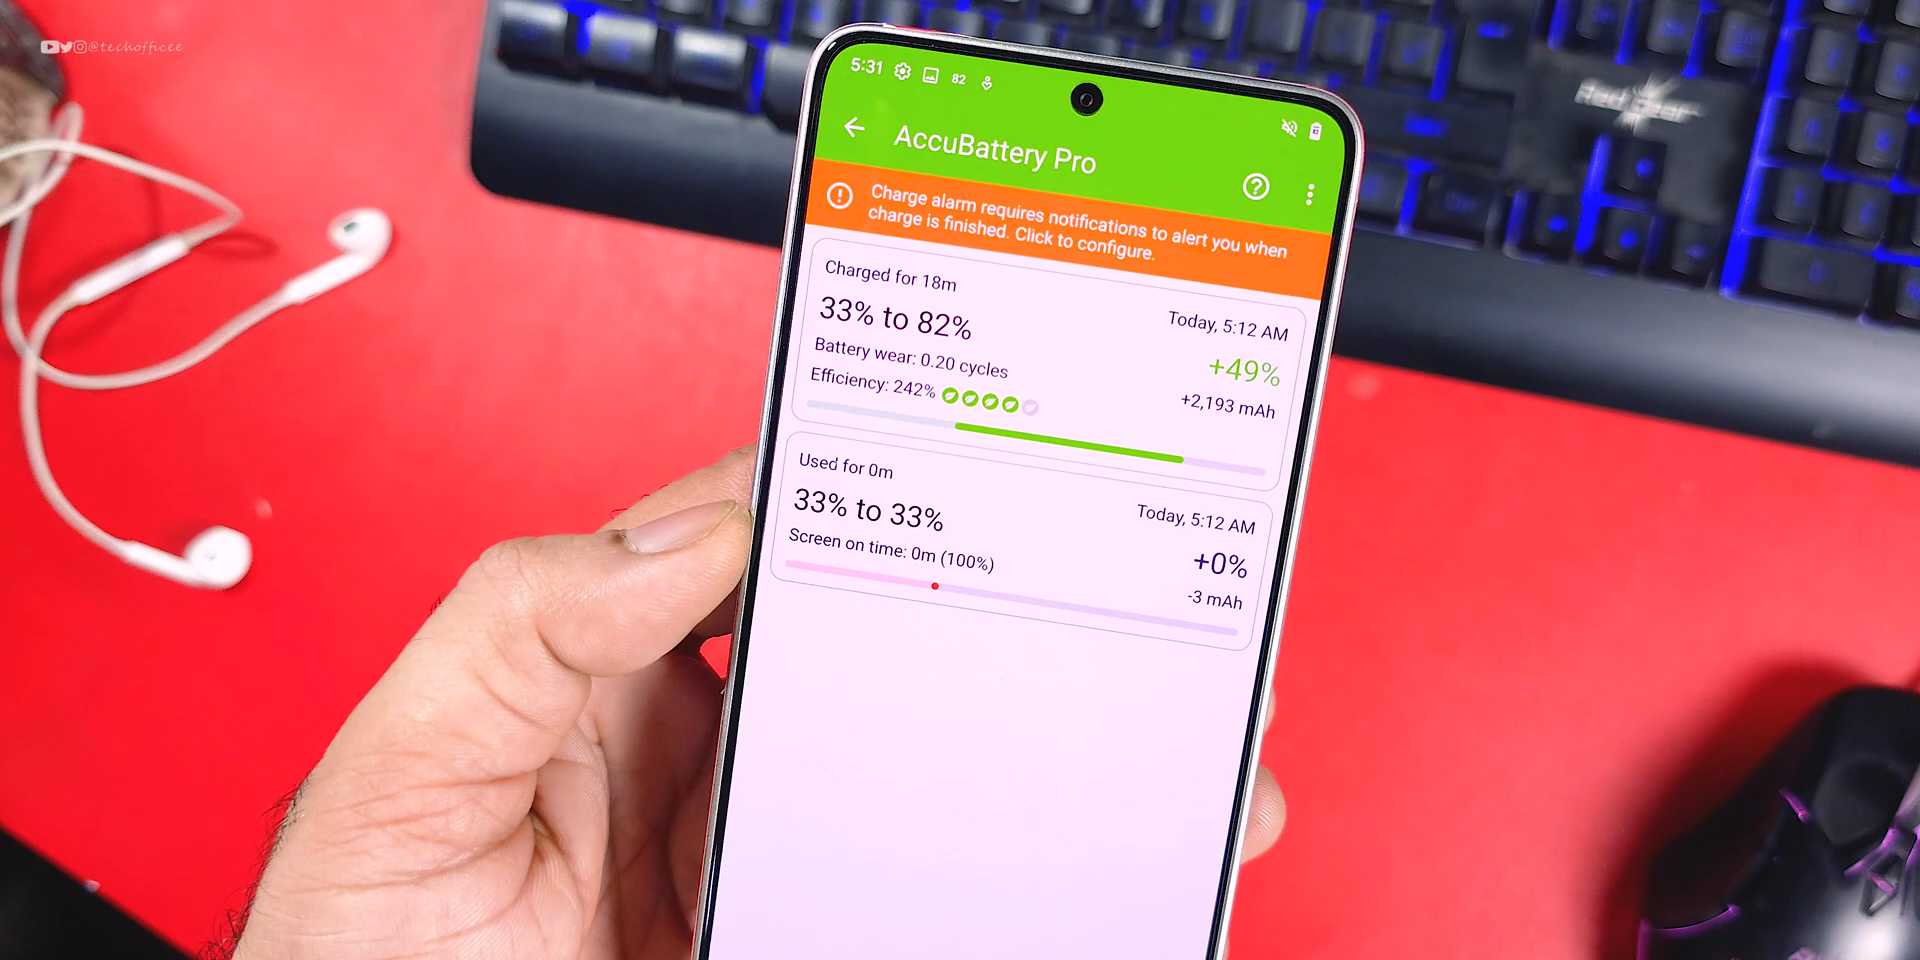 @techofficee
5:31 82
AccuBattery Pro
Charge alarm requires notifications to alert you when
charge is finished. Click to configure.
Charged for 18m
Today, 5:12 AM
33% to 82%
+49%
Battery wear: 0.20 cycles
+2,193 mAh
Efficiency: 242%
Used for 0m
Today, 5:12 AM
33% to 33%
+0%
Screen on time: 0m (100%)
-3 mAh
Red Gear